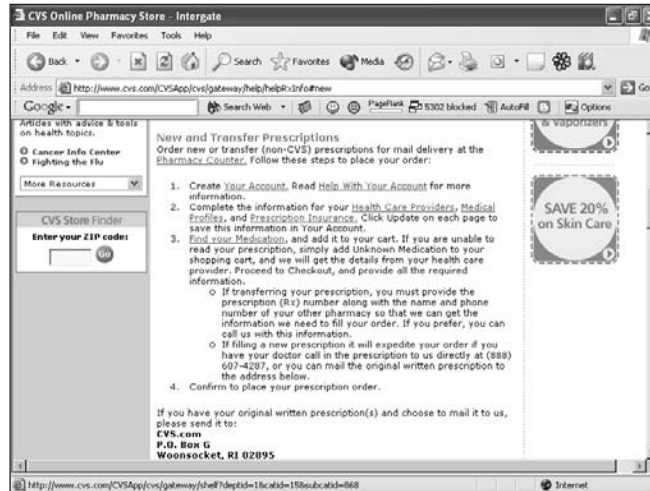 CVS Online Pharmacy Store - Intergate
File Edit View Favorites Tools Help
Back Search Favorites Media
Address http://www.cvs.com/CVSApp/cvs/gateway/help/helpRxInfo#new Go
Google Search Web PageRank 5302 blocked AutoFill Options
Articles with advice & tools
on health topics.
Cancer Info Center
Fighting the Flu
More Resources
CVS Store Finder
Enter your ZIP code:
Go
New and Transfer Prescriptions
Order new or transfer (non-CVS) prescriptions for mail delivery at the
Pharmacy Counter. Follow these steps to place your order:
1. Create Your Account. Read Help With Your Account for more
information.
2. Complete the information for your Health Care Providers, Medical
Profiles, and Prescription Insurance. Click Update on each page to
save this information in Your Account.
3. Find your Medication, and add it to your cart. If you are unable to
read your prescription, simply add Unknown Medication to your
shopping cart, and we will get the details from your health care
provider. Proceed to Checkout, and provide all the required
information.
If transferring your prescription, you must provide the
prescription (Rx) number along with the name and phone
number of your other pharmacy so that we can get the
information we need to fill your order. If you prefer, you can
call us with this information.
If filling a new prescription it will expedite your order if you
have your doctor call in the prescription to us directly at (888)
607-4287, or you can mail the original written prescription to
the address below.
4. Confirm to place your prescription order.
If you have your original written prescription(s) and choose to mail it to us,
please send it to:
CVS.com
P.O. Box G
Woonsocket, RI 02895
& Vaporizers
SAVE 20%
on Skin Care
http://www.cvs.com/CVSApp/cvs/gateway/shelf?deptid=1&catid=15&subcatid=868 Internet